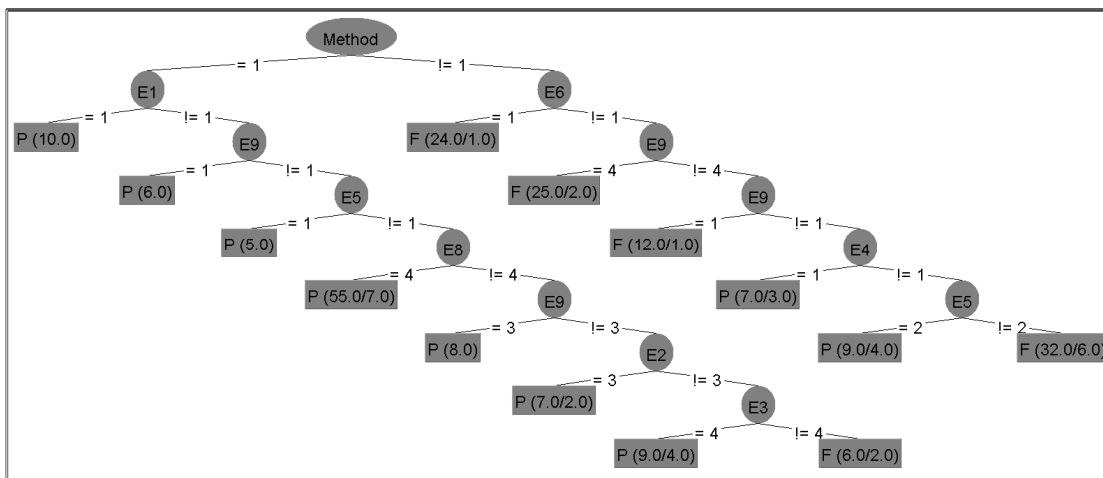 Method
= 1
!= 1
E1
E6
= 1
!= 1
= 1
!= 1
P (10.0)
E9
F (24.0/1.0)
E9
= 1
!= 1
= 4
!= 4
P (6.0)
E5
F (25.0/2.0)
E9
= 1
!= 1
= 1
!= 1
P (5.0)
E8
F (12.0/1.0)
E4
= 4
!= 4
= 1
!= 1
P (55.0/7.0)
E9
P (7.0/3.0)
E5
= 3
!= 3
= 2
!= 2
P (8.0)
E2
P (9.0/4.0)
F (32.0/6.0)
= 3
!= 3
P (7.0/2.0)
E3
= 4
!= 4
P (9.0/4.0)
F (6.0/2.0)